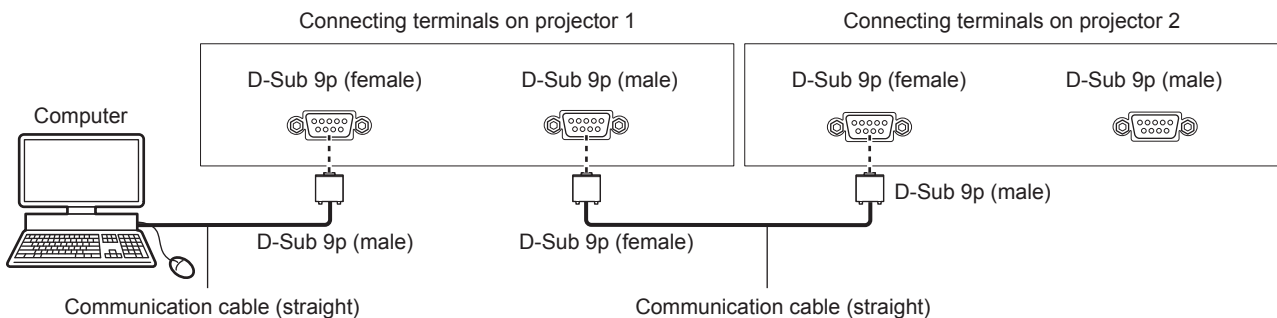 Connecting terminals on projector 1
Connecting terminals on projector 2
D-Sub 9p (female)
D-Sub 9p (male)
D-Sub 9p (female)
D-Sub 9p (male)
Computer
D-Sub 9p (male)
D-Sub 9p (male)
D-Sub 9p (female)
Communication cable (straight)
Communication cable (straight)